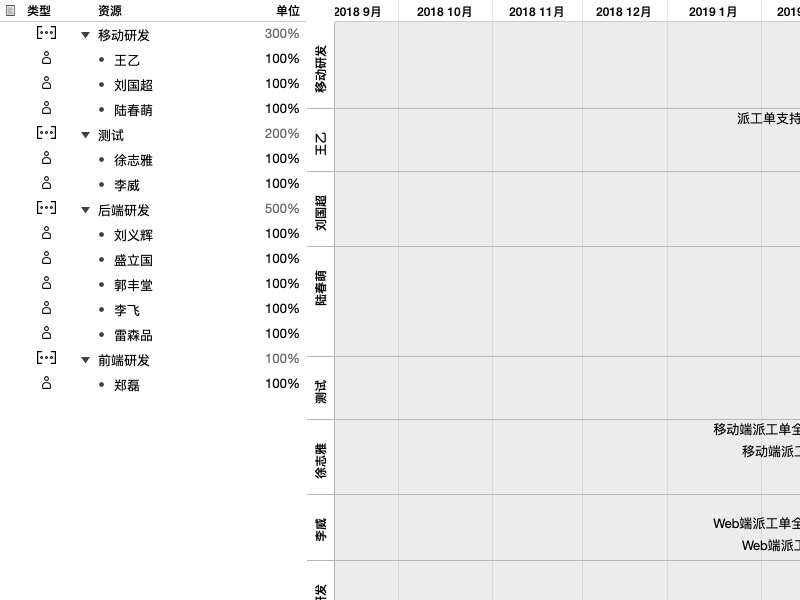 类型 资源 单位
移动研发 300%
王乙 100%
刘国超 100%
陆春萌 100%
测试 200%
徐志雅 100%
李威 100%
后端研发 500%
刘义辉 100%
盛立国 100%
郭丰堂 100%
李飞 100%
雷森品 100%
前端研发 100%
郑磊 100%
2018 9月 2018 10月 2018 11月 2018 12月 2019 1月 2019
移动研发
王乙
派工单支持
刘国超
陆春萌
测试
徐志雅
移动端派工单全
移动端派工
李威
Web端派工单全
Web端派工
研发